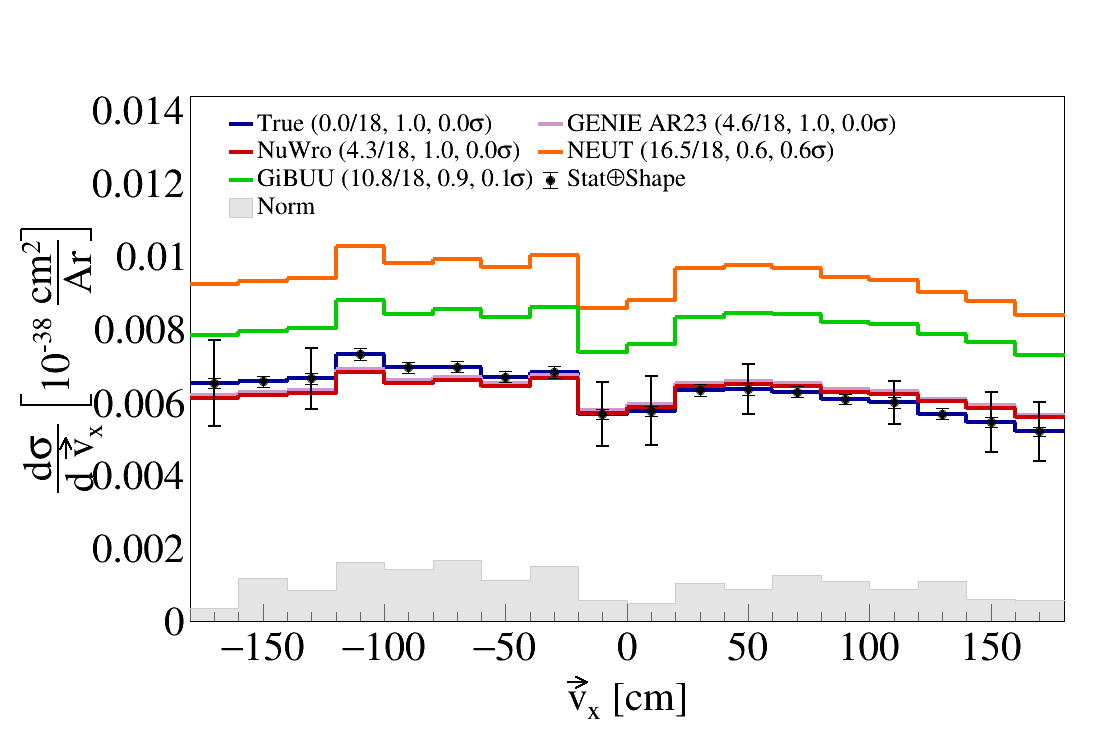 0.014
0.012
0.01
0.008
0.006
0.004
0.002
0
True (0.0/18, 1.0, 0.0σ)
GENIE AR23 (4.6/18, 1.0, 0.0σ)
NuWro (4.3/18, 1.0, 0.0σ)
NEUT (16.5/18, 0.6, 0.6σ)
GiBUU (10.8/18, 0.9, 0.1σ)
Stat⊕Shape
Norm
dσ/d v⃗ₓ [10⁻³⁸ cm²/Ar]
−150 −100 −50 0 50 100 150
v⃗ₓ [cm]